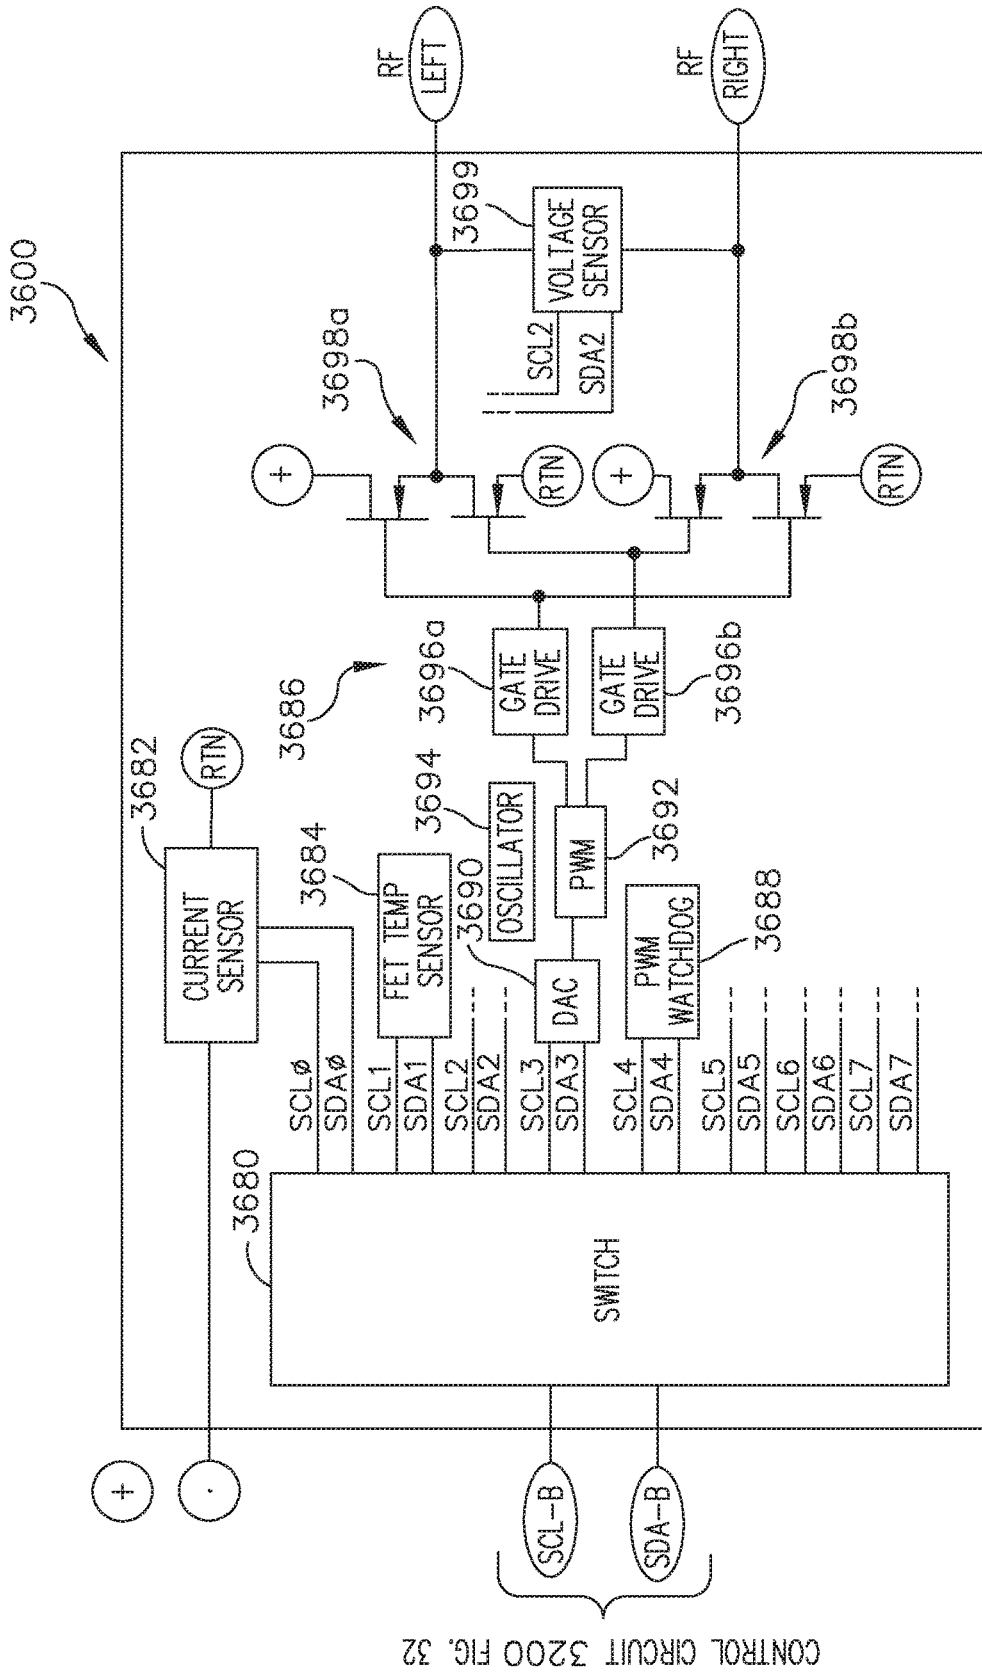 3600
RF
LEFT
RF
RIGHT
3699
VOLTAGE
SENSOR
SCL2
SDA2
3698a
3698b
+
RTN
+
RTN
3686
3696a
GATE
DRIVE
GATE
DRIVE
3696b
3682
RTN
CURRENT
SENSOR
3684
FET TEMP
SENSOR
3694
OSCILLATOR
3690
DAC
PWM
3692
PWM
WATCHDOG
3688
SCLØ
SDAØ
SCL1
SDA1
SCL2
SDA2
SCL3
SDA3
SCL4
SDA4
SCL5
SDA5
SCL6
SDA6
SCL7
SDA7
3680
SWITCH
+
-
SCL-B
SDA-B
CONTROL CIRCUIT 3200 FIG. 32